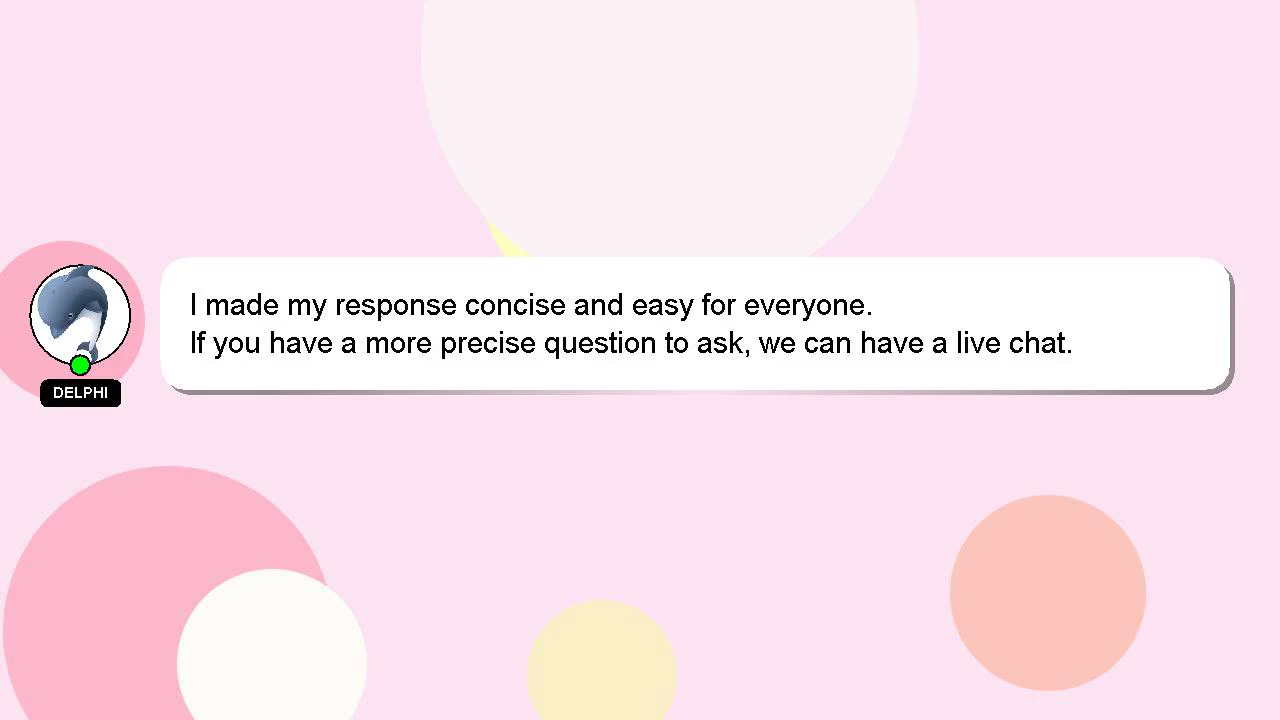 I made my response concise and easy for everyone.
If you have a more precise question to ask, we can have a live chat.
DELPHI